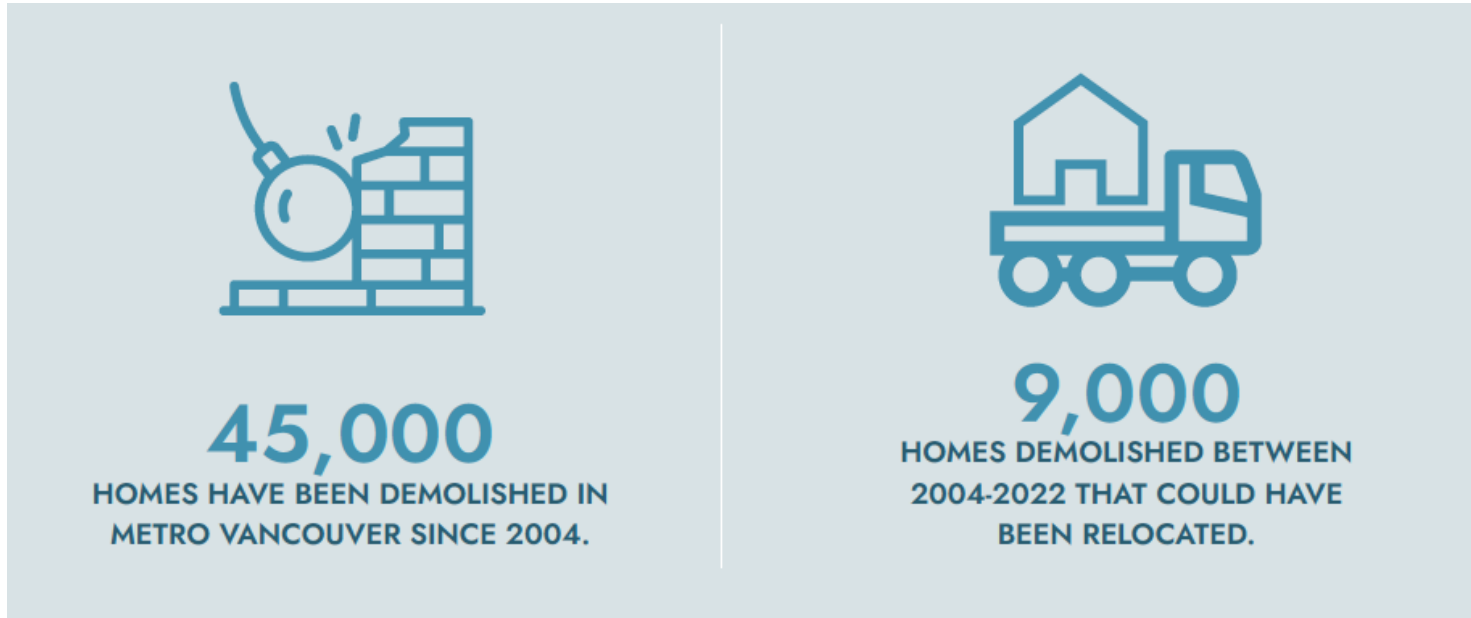 45,000
HOMES HAVE BEEN DEMOLISHED IN
METRO VANCOUVER SINCE 2004.
9,000
HOMES DEMOLISHED BETWEEN
2004-2022 THAT COULD HAVE
BEEN RELOCATED.